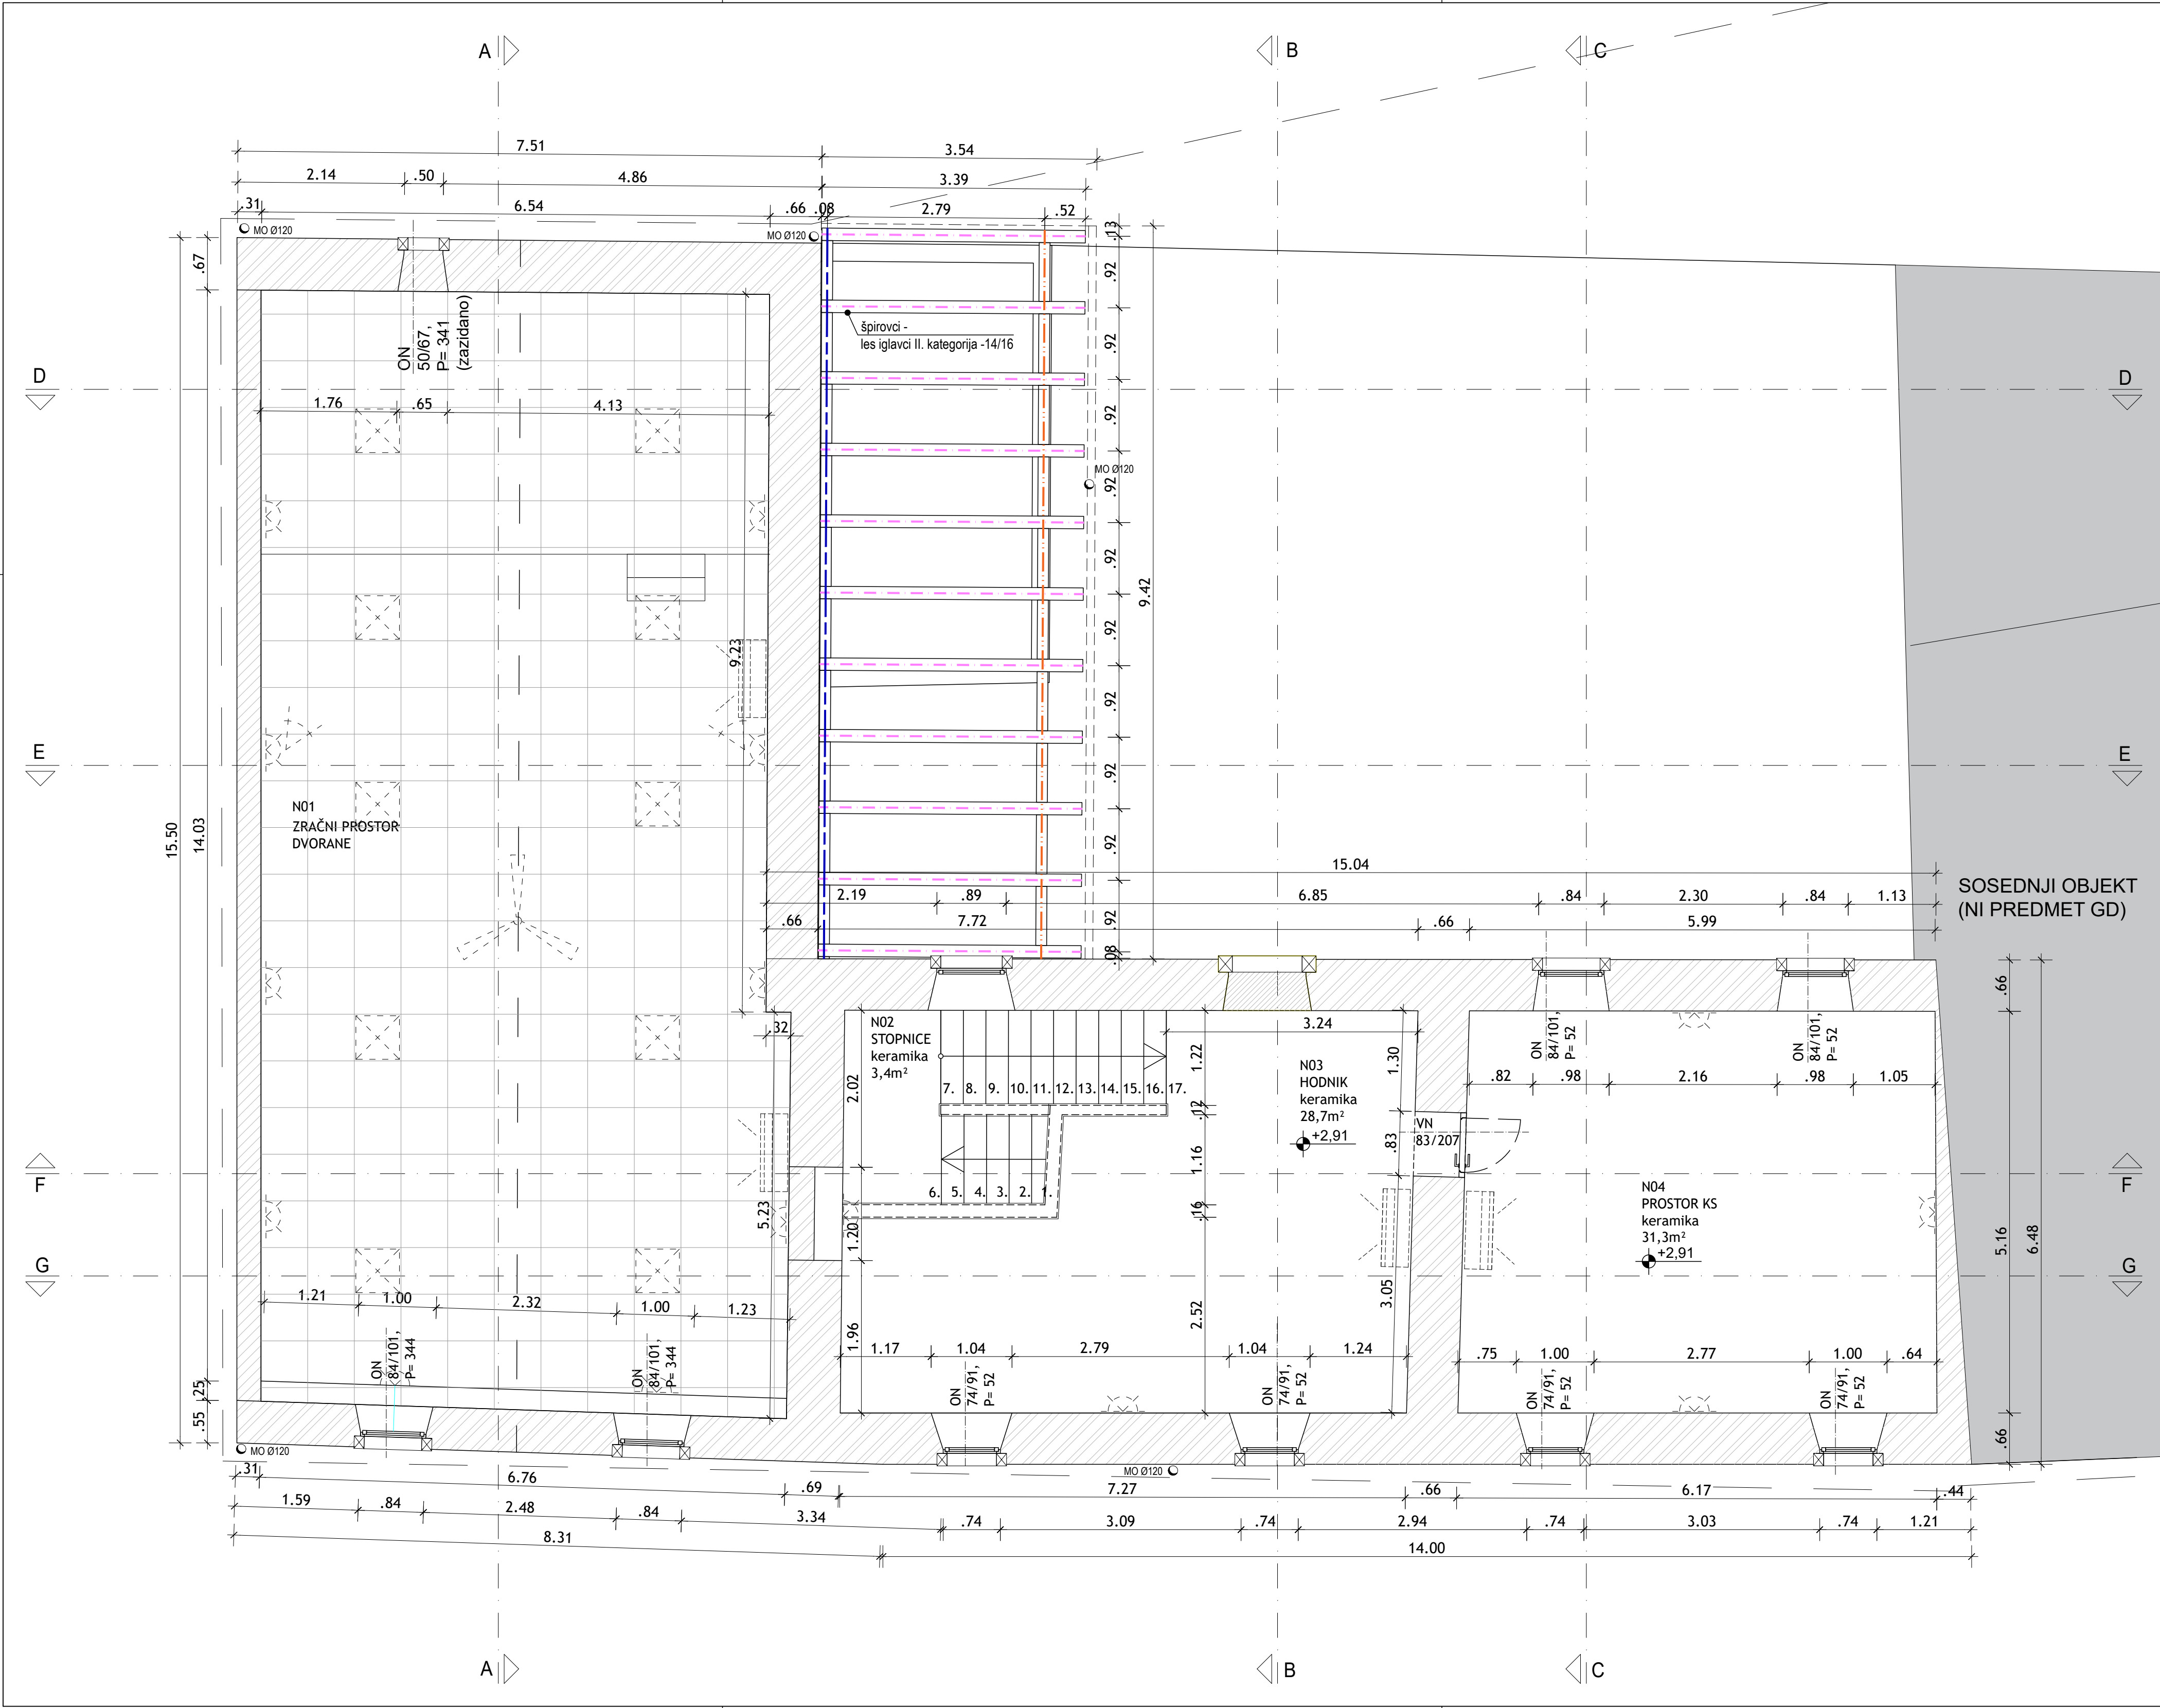 A
B
C
7.51
3.54
2.14
.50
4.86
3.39
.31
6.54
.66
.08
2.79
.52
MO Ø120
MO Ø120
.13
.67
.92
ON
50/67,
P= 341
(zazidano)
špirovci -
les iglavci II. kategorija -14/16
.92
D
D
1.76
.65
4.13
.92
MO Ø120
.92
.92
9.42
.92
9.23
.92
E
E
.92
N01
ZRAČNI PROSTOR
DVORANE
15.50
14.03
.92
15.04
2.19
.89
6.85
.84
2.30
.84
1.13
SOSEDNJI OBJEKT
(NI PREDMET GD)
.66
7.72
.92
.66
5.99
.08
.66
.32
N02
STOPNICE
keramika
3,4m²
3.24
1.22
1.30
ON
84/101,
P= 52
ON
84/101,
P= 52
N03
HODNIK
keramika
28,7m²
+2,91
2.02
7.
8.
9.
10.
11.
12.
13.
14.
15.
16.
17.
.82
.98
2.16
.98
1.05
.12
VN
83/207
.83
1.16
F
F
6.
5.
4.
3.
2.
1.
.16
5.23
1.20
N04
PROSTOR KS
keramika
31,3m²
+2,91
5.16
6.48
G
G
1.21
1.00
2.32
1.00
1.23
3.05
2.52
1.96
1.17
1.04
2.79
1.04
1.24
.75
1.00
2.77
1.00
.64
ON
84/101,
P= 344
ON
84/101,
P= 344
ON
74/91,
P= 52
ON
74/91,
P= 52
ON
74/91,
P= 52
ON
74/91,
P= 52
.25
.55
.66
MO Ø120
MO Ø120
.31
6.76
.69
7.27
.66
6.17
.44
1.59
.84
2.48
.84
3.34
.74
3.09
.74
2.94
.74
3.03
.74
1.21
8.31
14.00
A
B
C